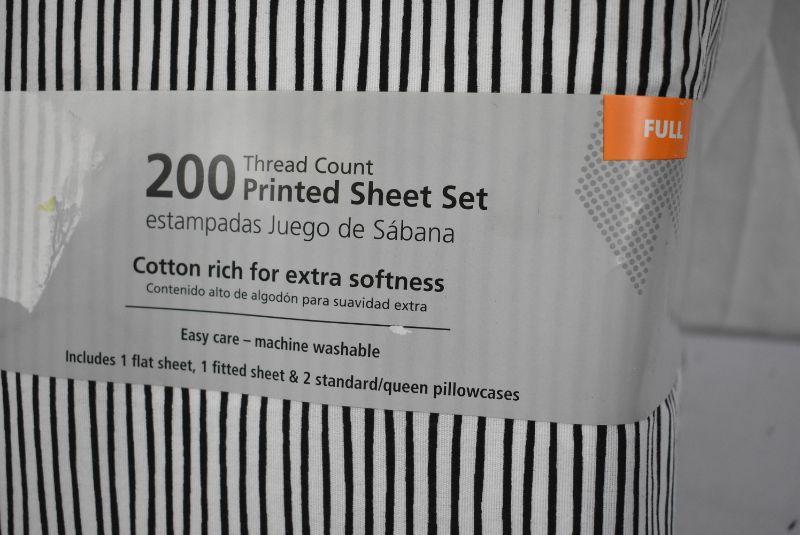 FULL
200 Thread Count
Printed Sheet Set
estampadas Juego de Sábana
Cotton rich for extra softness
Contenido alto de algodón para suavidad extra
Easy care – machine washable
Includes 1 flat sheet, 1 fitted sheet & 2 standard/queen pillowcases